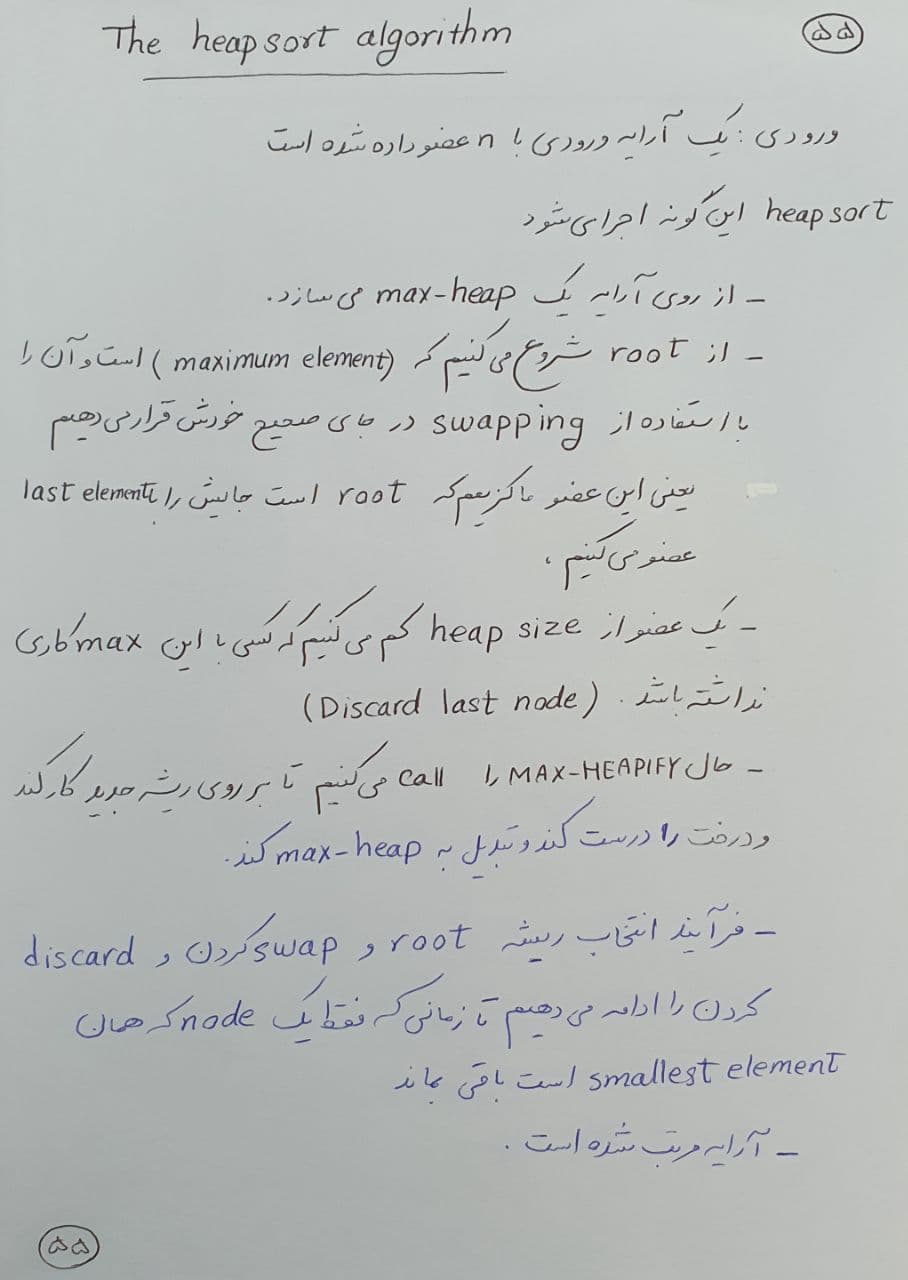 The heapsort algorithm
۵۵
ورودی : یک آرایه ورودی با n عضو داده شده است
heap sort این گونه اجرا می شود
– از روی آرایه یک max-heap می سازد.
– از root شروع می کنیم که (maximum element) است و آن را
با استفاده از swapping در جای صحیح خودش قرار می دهیم
یعنی این عضو ماکزیمم که root است جایش را با last element
عضو می کنیم .
– یک عضو از heap size کم می کنیم که کسی با این max کاری
نداشته باشد . (Discard last node)
– حال MAX-HEAPIFY را call می کنیم تا بر روی ریشه جدید کار کند
و درخت را درست کند و تبدیل به max-heap کند.
– فرآیند انتخاب ریشه root و swap کردن و discard
کردن را ادامه می دهیم تا زمانی که فقط یک node که همان
smallest element است باقی بماند
– آرایه مرتب شده است .
۵۵